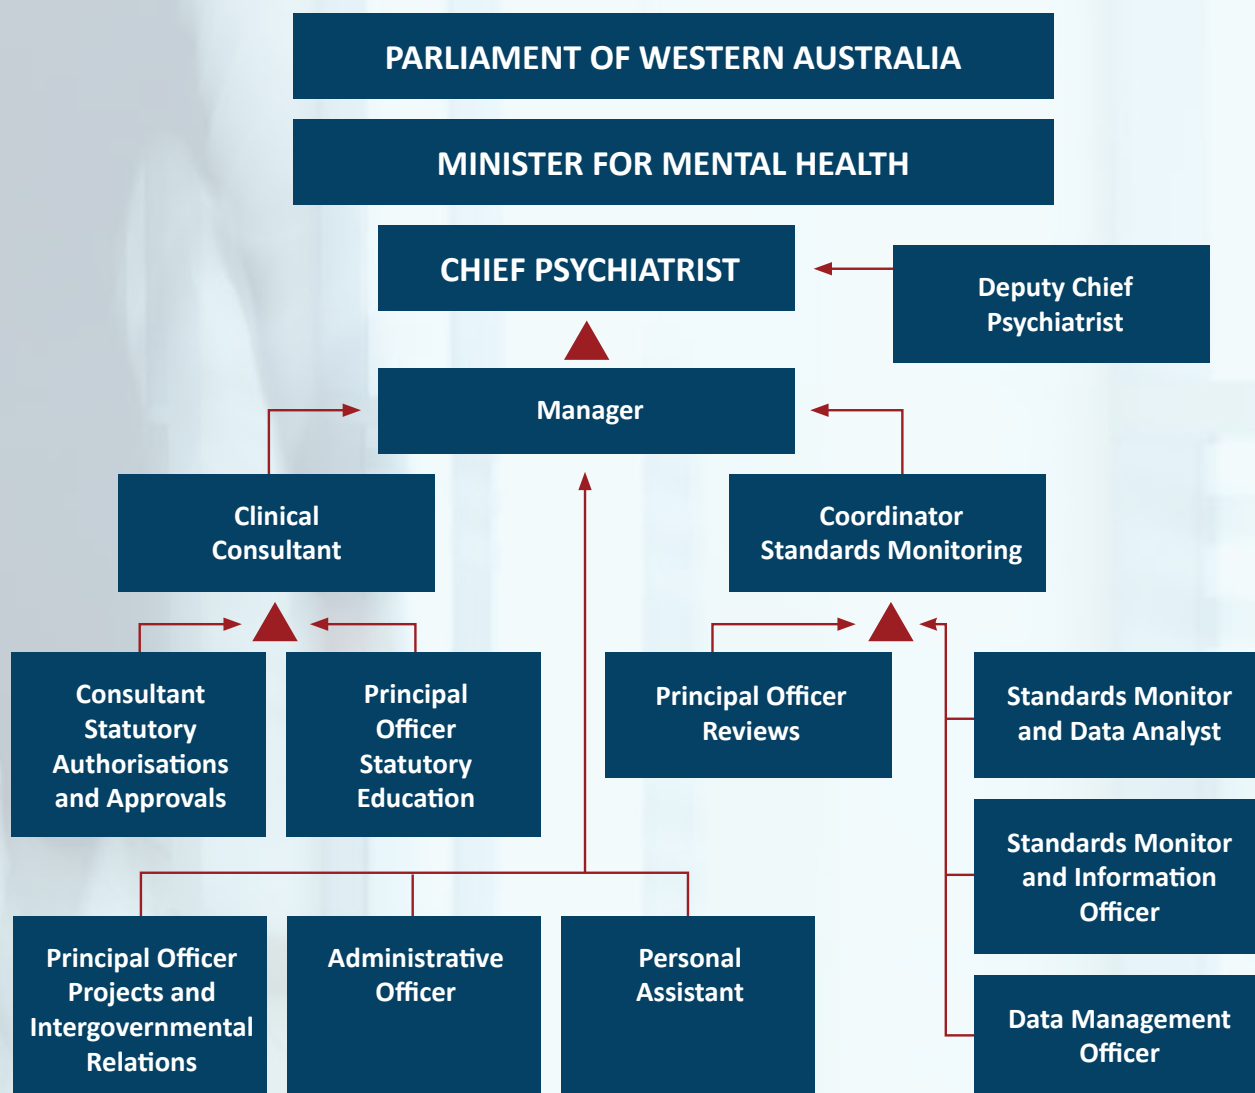 PARLIAMENT OF WESTERN AUSTRALIA
MINISTER FOR MENTAL HEALTH
CHIEF PSYCHIATRIST
Deputy Chief
Psychiatrist
Manager
Clinical
Consultant
Coordinator
Standards Monitoring
Consultant
Statutory
Authorisations
and Approvals
Principal
Officer
Statutory
Education
Principal Officer
Reviews
Standards Monitor
and Data Analyst
Standards Monitor
and Information
Officer
Data Management
Officer
Principal Officer
Projects and
Intergovernmental
Relations
Administrative
Officer
Personal
Assistant